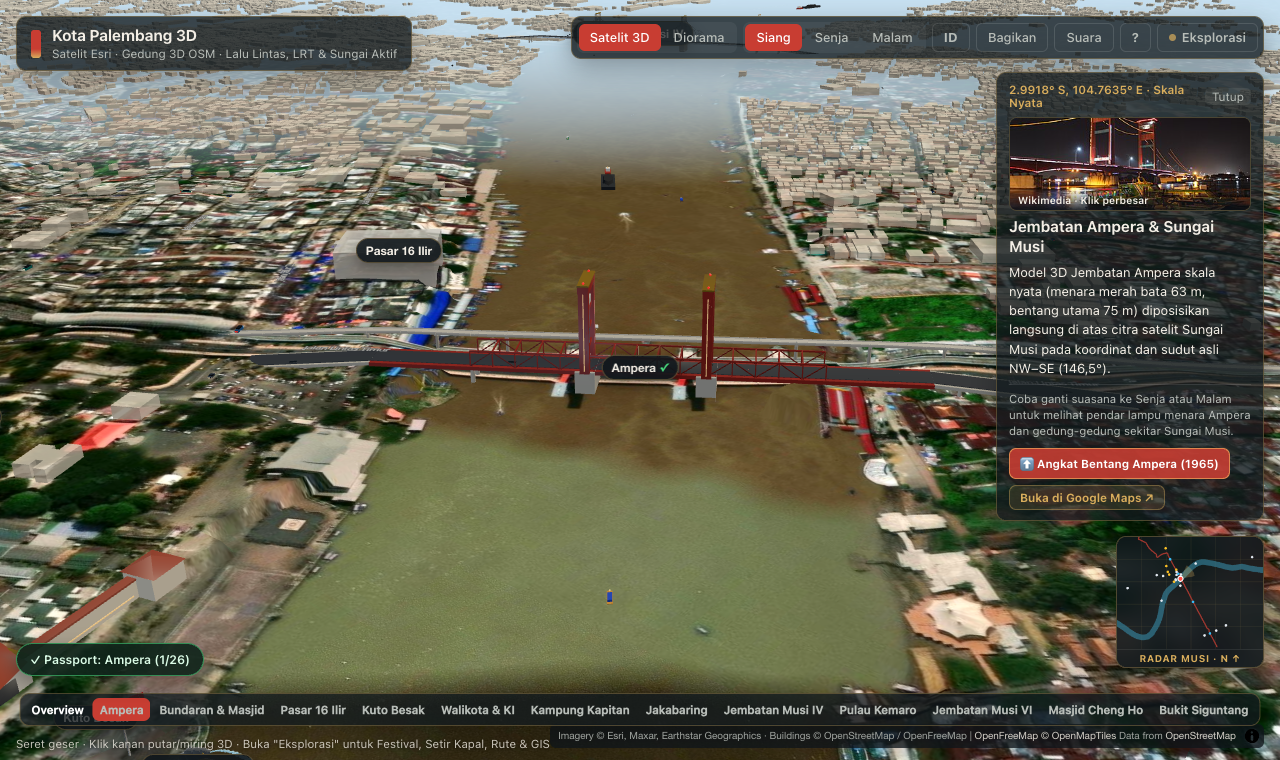 Kota Palembang 3D
Satelit Esri · Gedung 3D OSM · Lalu Lintas, LRT & Sungai Aktif
Satelit 3D
Diorama
Siang
Senja
Malam
ID
Bagikan
Suara
?
Eksplorasi
2.9918° S, 104.7635° E · Skala
Nyata
Tutup
Wikimedia · Klik perbesar
Jembatan Ampera & Sungai
Musi
Model 3D Jembatan Ampera skala
nyata (menara merah bata 63 m,
bentang utama 75 m) diposisikan
langsung di atas citra satelit Sungai
Musi pada koordinat dan sudut asli
NW–SE (146,5°).
Coba ganti suasana ke Senja atau Malam
untuk melihat pendar lampu menara Ampera
dan gedung-gedung sekitar Sungai Musi.
⬆️ Angkat Bentang Ampera (1965)
Buka di Google Maps ↗
Pasar 16 Ilir
Ampera ✓
RADAR MUSI · N ↑
✓ Passport: Ampera (1/26)
Overview
Ampera
Bundaran & Masjid
Pasar 16 Ilir
Kuto Besak
Walikota & KI
Kampung Kapitan
Jakabaring
Jembatan Musi IV
Pulau Kemaro
Jembatan Musi VI
Masjid Cheng Ho
Bukit Siguntang
Seret geser · Klik kanan putar/miring 3D · Buka "Eksplorasi" untuk Festival, Setir Kapal, Rute & GIS
Imagery © Esri, Maxar, Earthstar Geographics · Buildings © OpenStreetMap / OpenFreeMap | OpenFreeMap © OpenMapTiles Data from OpenStreetMap